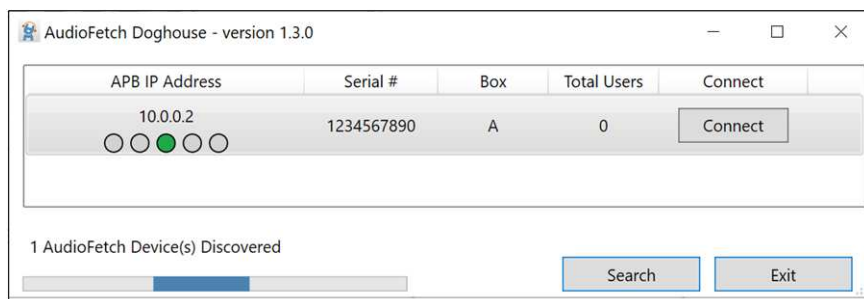 AudioFetch Doghouse - version 1.3.0
APB IP Address Serial # Box Total Users Connect
10.0.0.2 1234567890 A 0 Connect
1 AudioFetch Device(s) Discovered
Search Exit